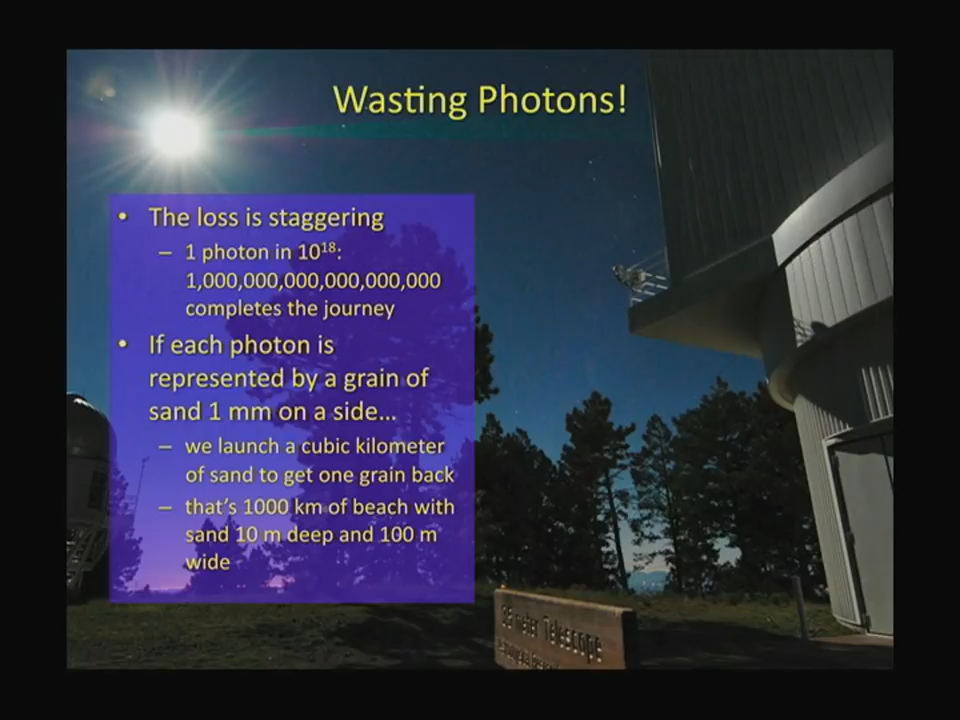 Wasting Photons!
• The loss is staggering
– 1 photon in 10¹⁸:
1,000,000,000,000,000,000
completes the journey
• If each photon is
represented by a grain of
sand 1 mm on a side…
– we launch a cubic kilometer
of sand to get one grain back
– that's 1000 km of beach with
sand 10 m deep and 100 m
wide
meter Telescope